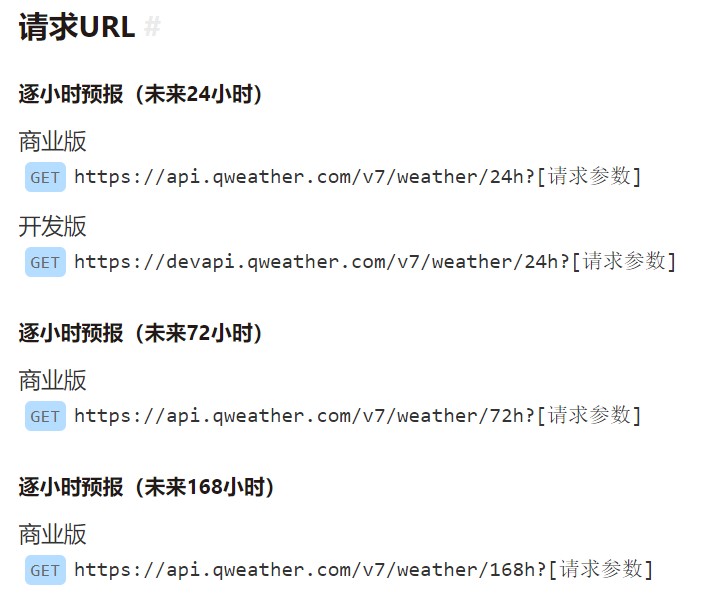 请求URL #
逐小时预报（未来24小时）
商业版
GET https://api.qweather.com/v7/weather/24h?[请求参数]
开发版
GET https://devapi.qweather.com/v7/weather/24h?[请求参数]
逐小时预报（未来72小时）
商业版
GET https://api.qweather.com/v7/weather/72h?[请求参数]
逐小时预报（未来168小时）
商业版
GET https://api.qweather.com/v7/weather/168h?[请求参数]